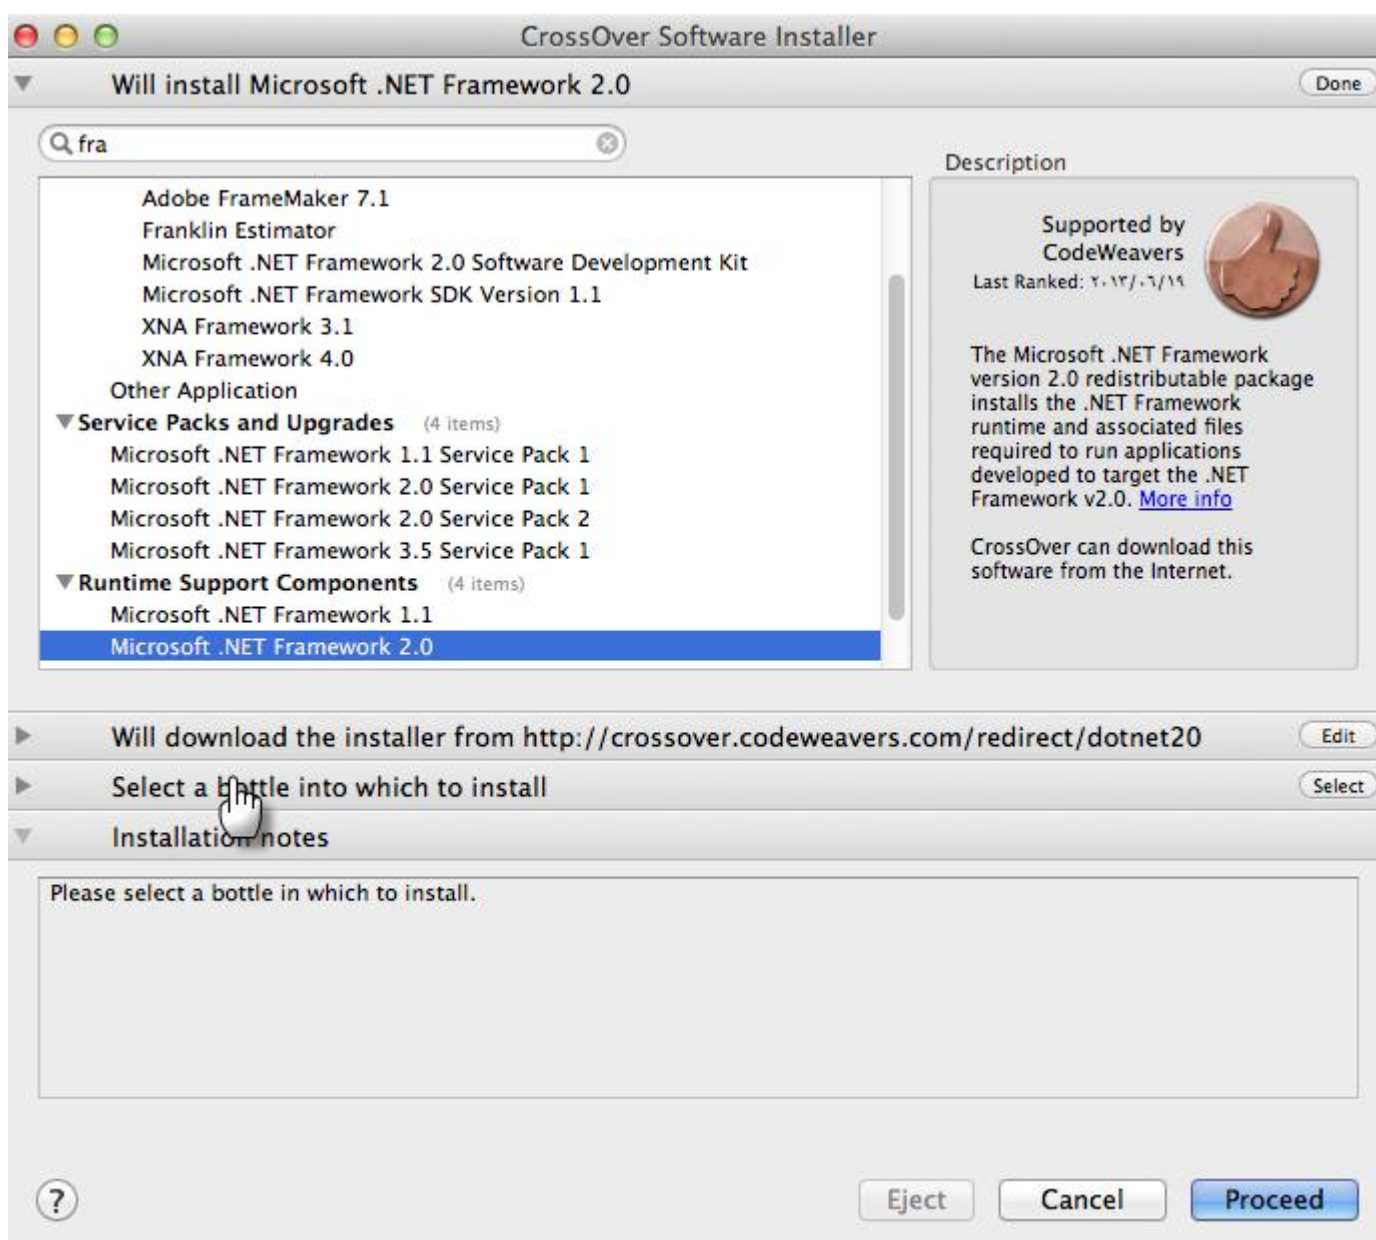 CrossOver Software Installer
Will install Microsoft .NET Framework 2.0
Done
fra
Adobe FrameMaker 7.1
Franklin Estimator
Microsoft .NET Framework 2.0 Software Development Kit
Microsoft .NET Framework SDK Version 1.1
XNA Framework 3.1
XNA Framework 4.0
Other Application
Service Packs and Upgrades (4 items)
Microsoft .NET Framework 1.1 Service Pack 1
Microsoft .NET Framework 2.0 Service Pack 1
Microsoft .NET Framework 2.0 Service Pack 2
Microsoft .NET Framework 3.5 Service Pack 1
Runtime Support Components (4 items)
Microsoft .NET Framework 1.1
Microsoft .NET Framework 2.0
Description
Supported by
CodeWeavers
Last Ranked: ٢٠١٣/٠٦/١٩
The Microsoft .NET Framework
version 2.0 redistributable package
installs the .NET Framework
runtime and associated files
required to run applications
developed to target the .NET
Framework v2.0. More info
CrossOver can download this
software from the Internet.
Will download the installer from http://crossover.codeweavers.com/redirect/dotnet20
Edit
Select a bottle into which to install
Select
Installation notes
Please select a bottle in which to install.
?
Eject
Cancel
Proceed